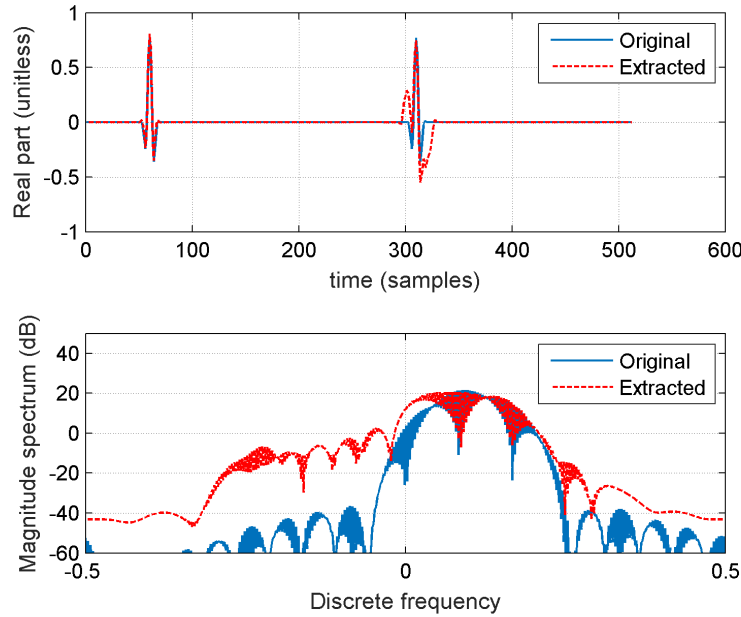 1
0.5
0
-0.5
-1
Real part (unitless)
Original
Extracted
0
100
200
300
400
500
600
time (samples)
40
20
0
-20
-40
-60
Magnitude spectrum (dB)
Original
Extracted
-0.5
0
0.5
Discrete frequency